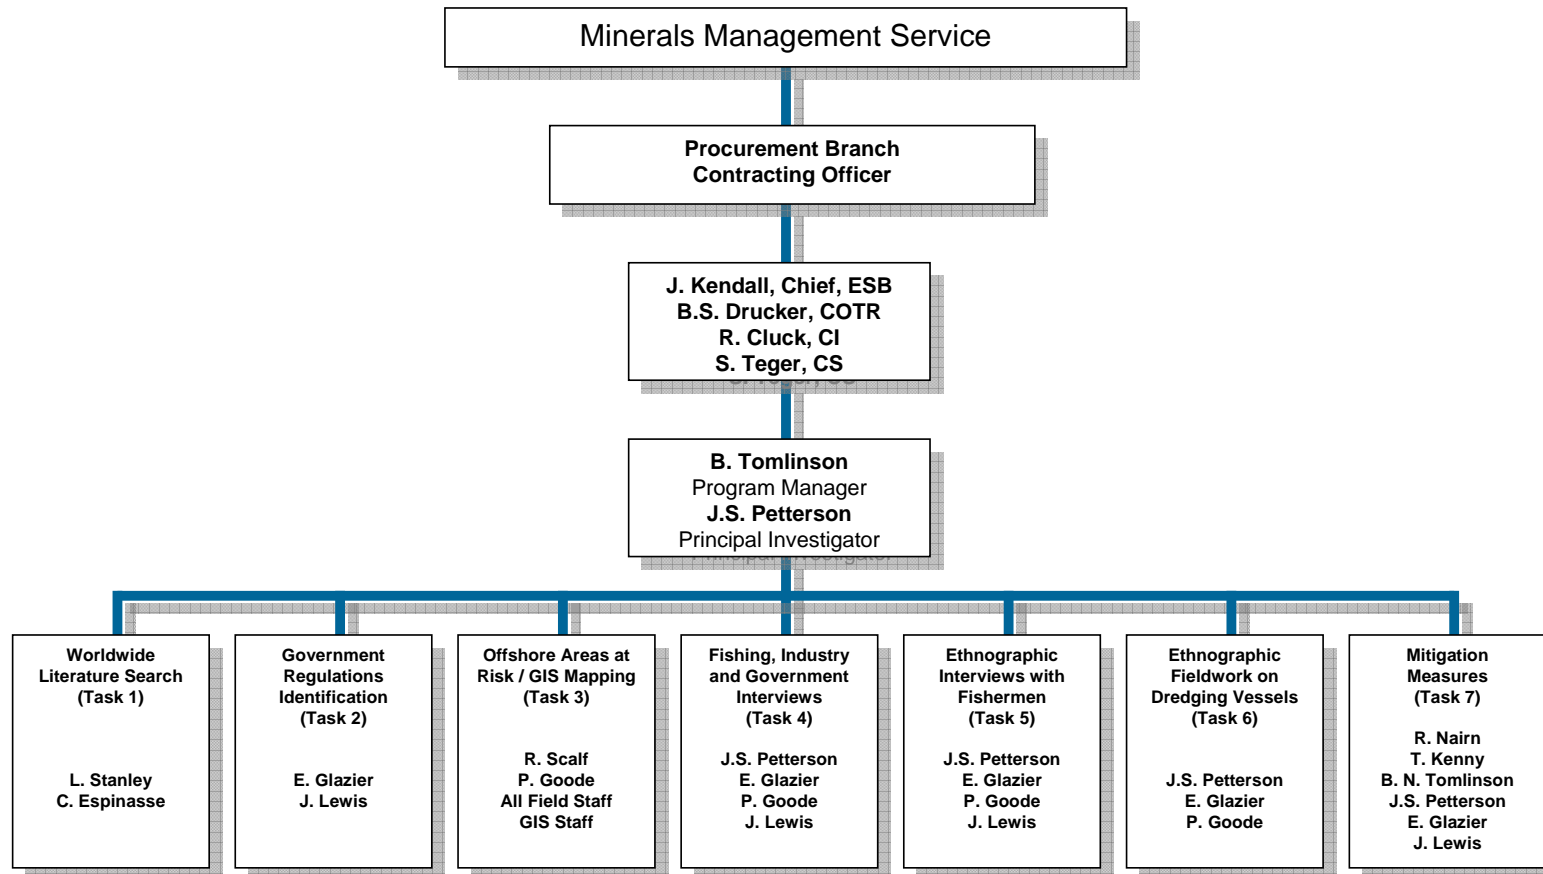 Minerals Management Service
Procurement Branch
Contracting Officer
J. Kendall, Chief, ESB
B.S. Drucker, COTR
R. Cluck, CI
S. Teger, CS
B. Tomlinson
Program Manager
J.S. Petterson
Principal Investigator
Worldwide
Literature Search
(Task 1)
L. Stanley
C. Espinasse
Government
Regulations
Identification
(Task 2)
E. Glazier
J. Lewis
Offshore Areas at
Risk / GIS Mapping
(Task 3)
R. Scalf
P. Goode
All Field Staff
GIS Staff
Fishing, Industry
and Government
Interviews
(Task 4)
J.S. Petterson
E. Glazier
P. Goode
J. Lewis
Ethnographic
Interviews with
Fishermen
(Task 5)
J.S. Petterson
E. Glazier
P. Goode
J. Lewis
Ethnographic
Fieldwork on
Dredging Vessels
(Task 6)
J.S. Petterson
E. Glazier
P. Goode
Mitigation
Measures
(Task 7)
R. Nairn
T. Kenny
B. N. Tomlinson
J.S. Petterson
E. Glazier
J. Lewis